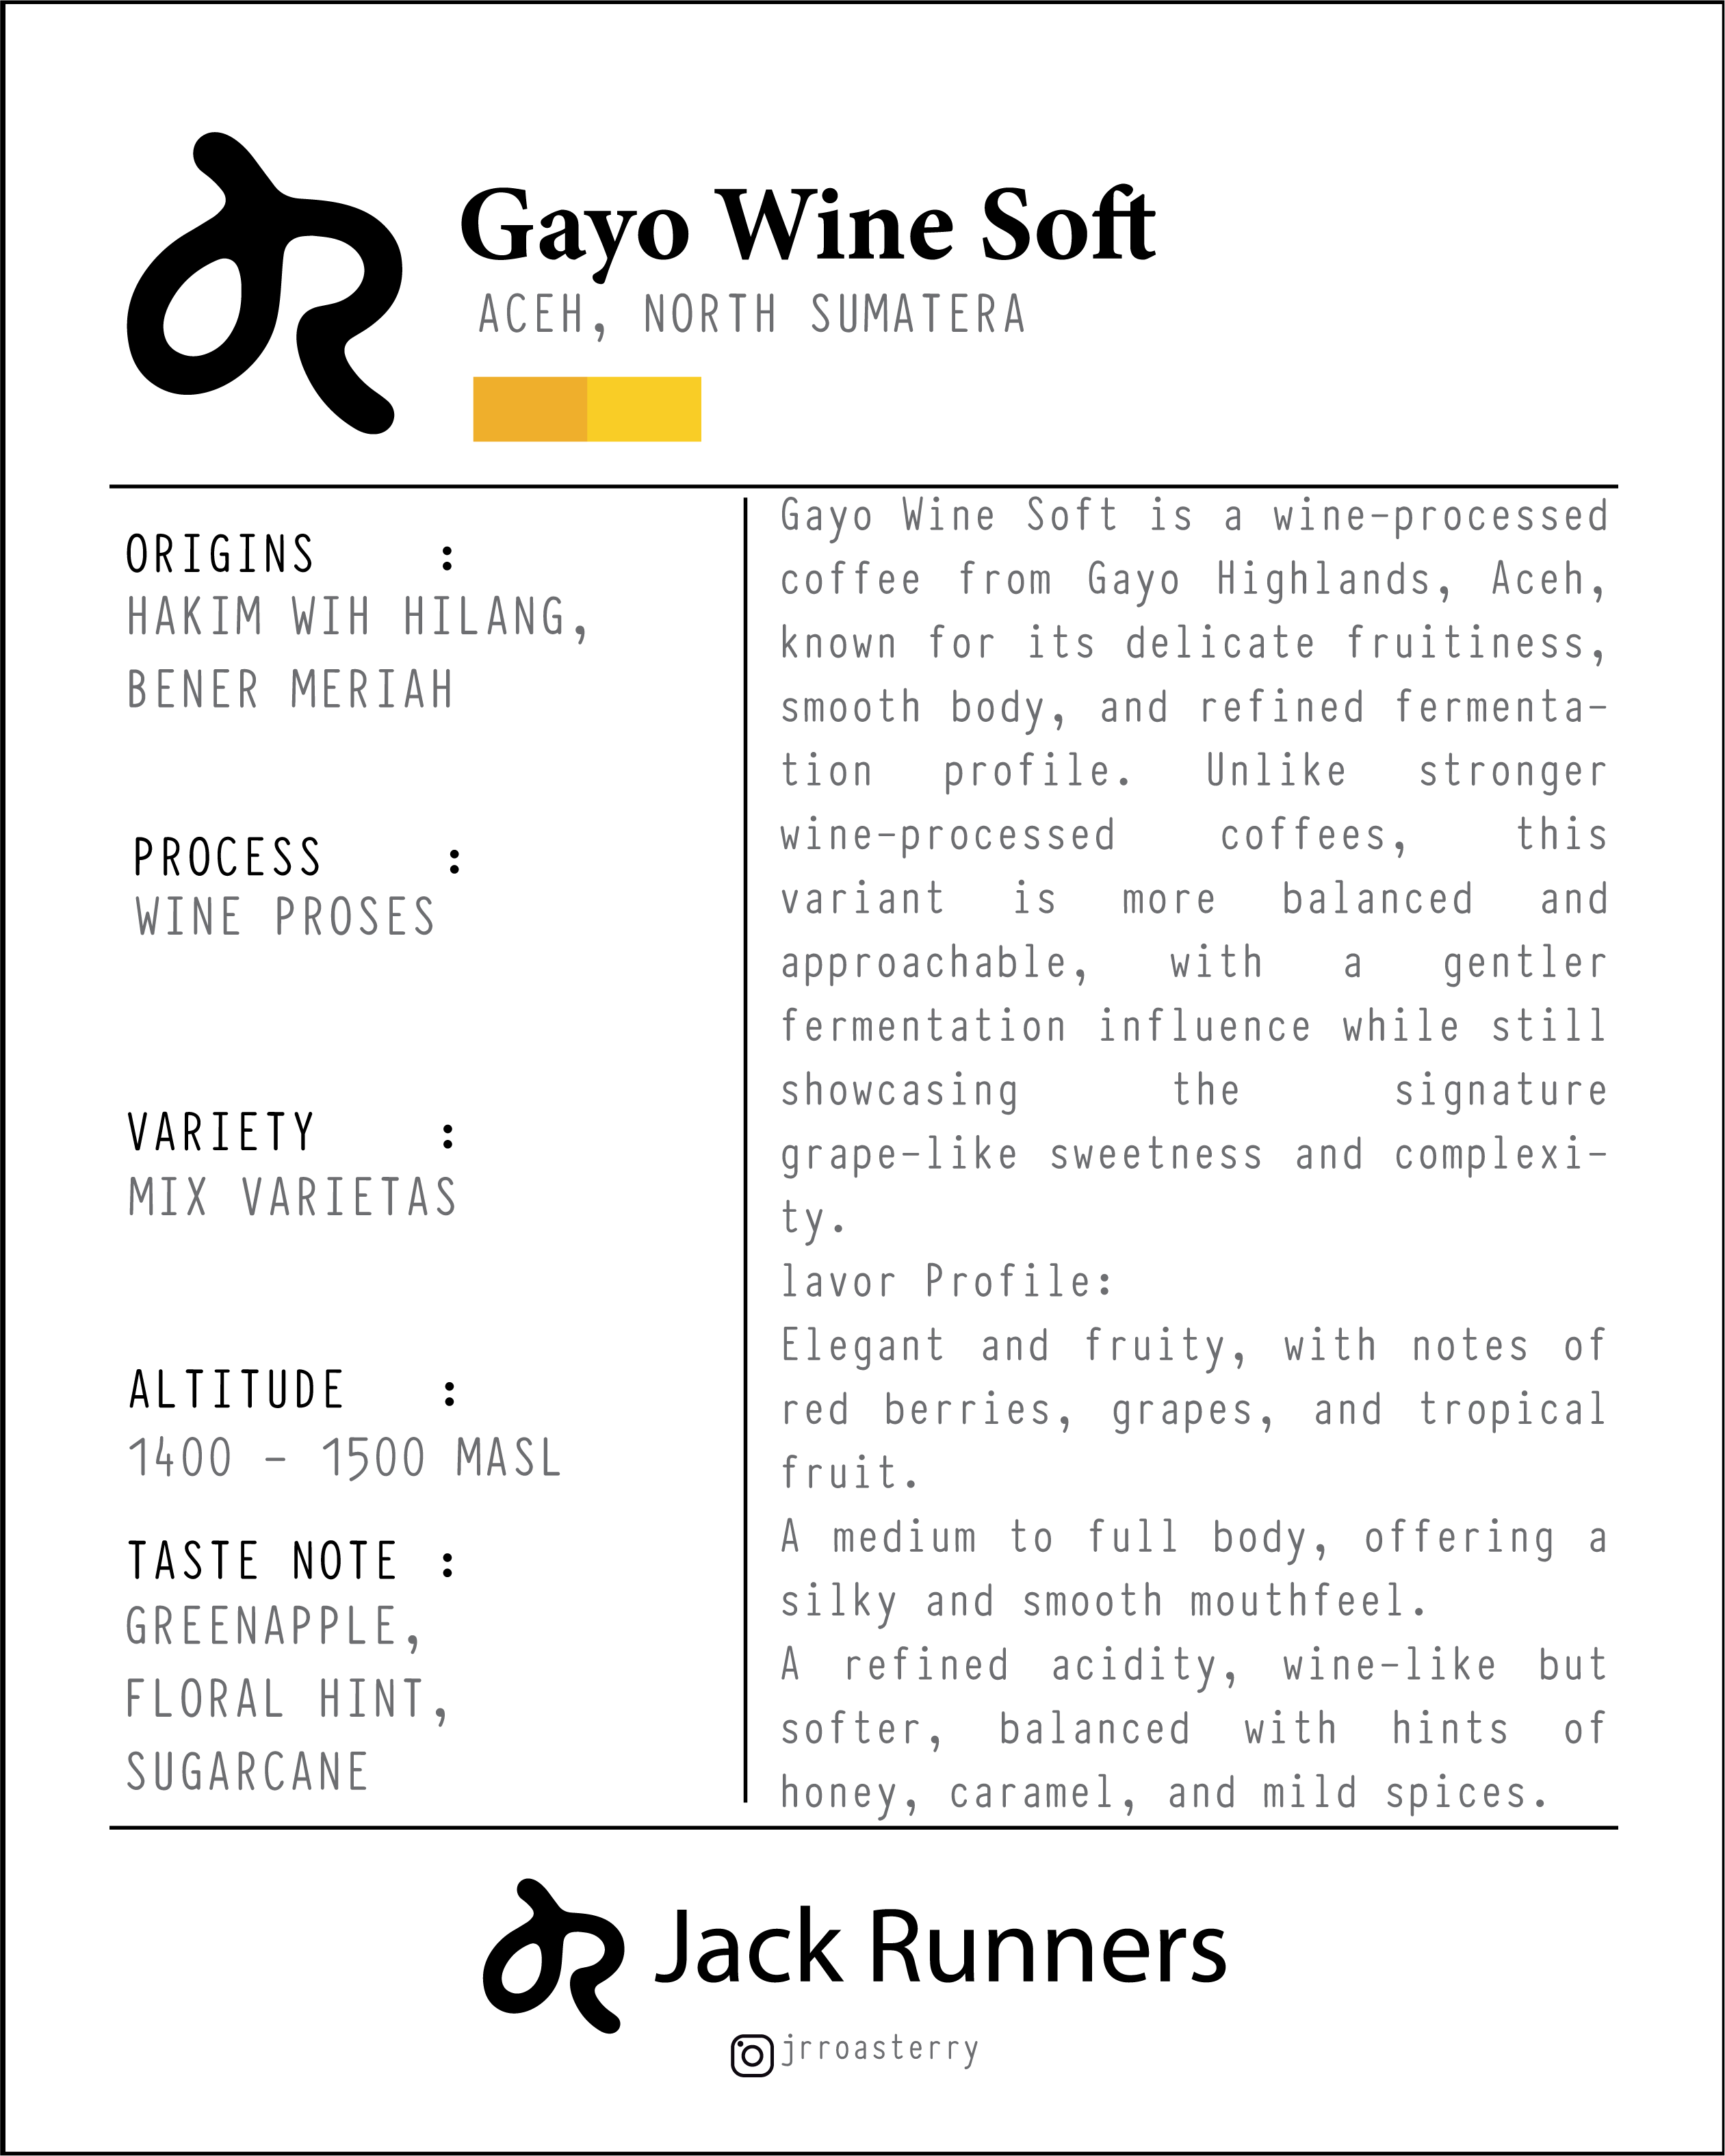 Gayo Wine Soft
ACEH, NORTH SUMATERA
ORIGINS :
HAKIM WIH HILANG,
BENER MERIAH
PROCESS :
WINE PROSES
VARIETY :
MIX VARIETAS
ALTITUDE :
1400 - 1500 MASL
TASTE NOTE :
GREENAPPLE,
FLORAL HINT,
SUGARCANE
Gayo Wine Soft is a wine-processed
coffee from Gayo Highlands, Aceh,
known for its delicate fruitiness,
smooth body, and refined fermenta-
tion profile. Unlike stronger
wine-processed coffees, this
variant is more balanced and
approachable, with a gentler
fermentation influence while still
showcasing the signature
grape-like sweetness and complexi-
ty.
lavor Profile:
Elegant and fruity, with notes of
red berries, grapes, and tropical
fruit.
A medium to full body, offering a
silky and smooth mouthfeel.
A refined acidity, wine-like but
softer, balanced with hints of
honey, caramel, and mild spices.
Jack Runners
jrroasterry